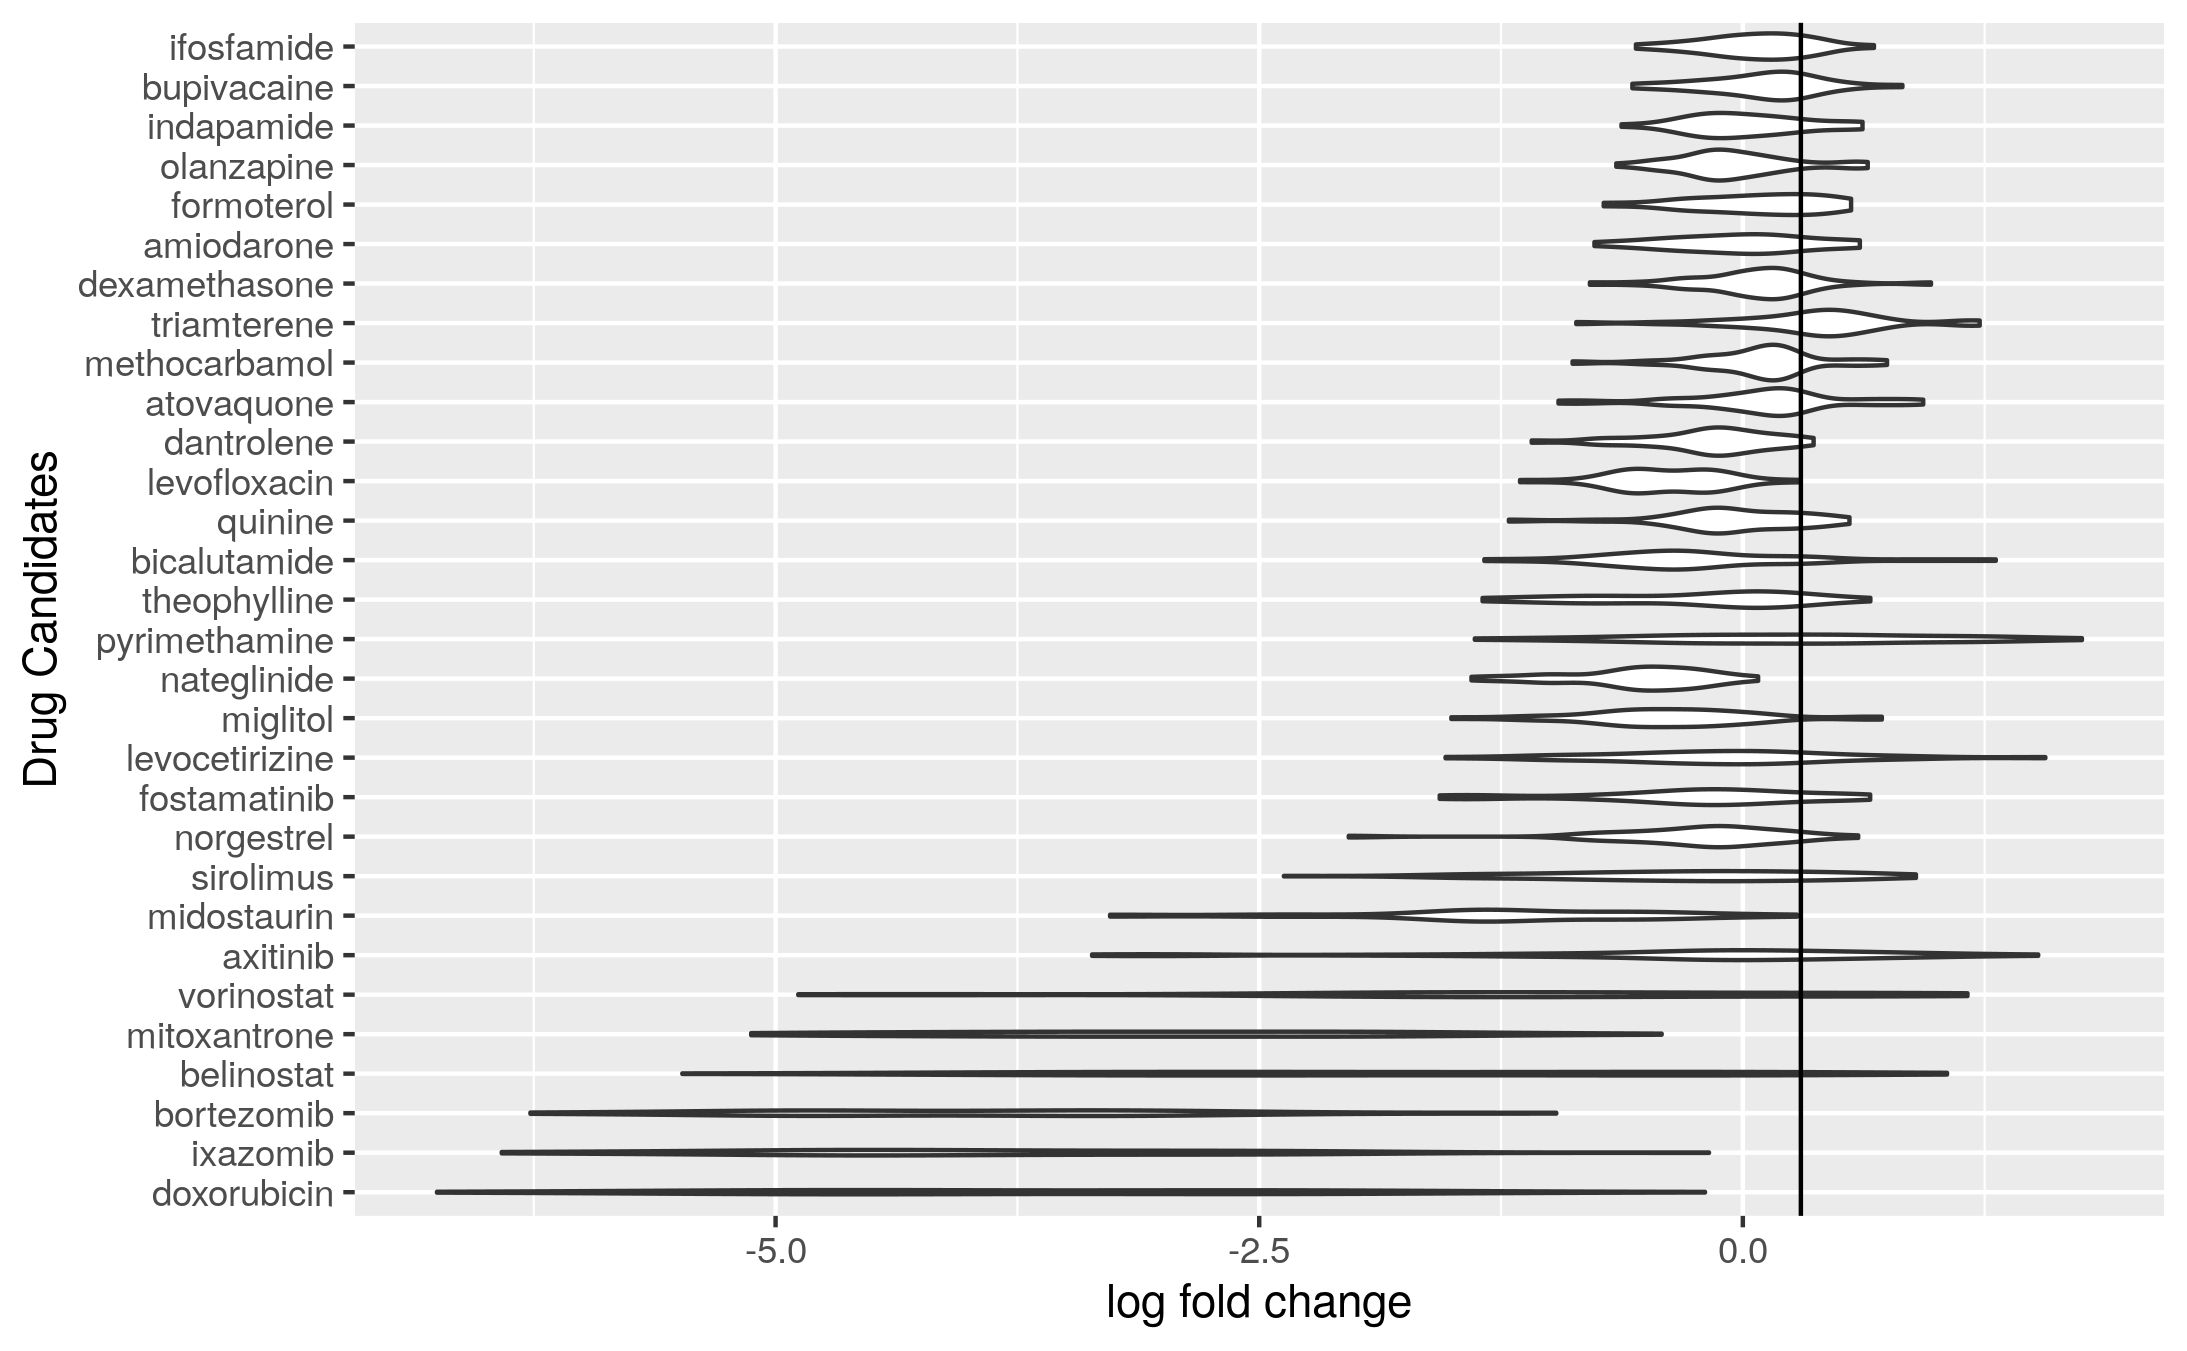 ifosfamide
bupivacaine
indapamide
olanzapine
formoterol
amiodarone
dexamethasone
triamterene
methocarbamol
atovaquone
dantrolene
levofloxacin
quinine
bicalutamide
theophylline
pyrimethamine
nateglinide
miglitol
levocetirizine
fostamatinib
norgestrel
sirolimus
midostaurin
axitinib
vorinostat
mitoxantrone
belinostat
bortezomib
ixazomib
doxorubicin
Drug Candidates
-5.0 -2.5 0.0
log fold change